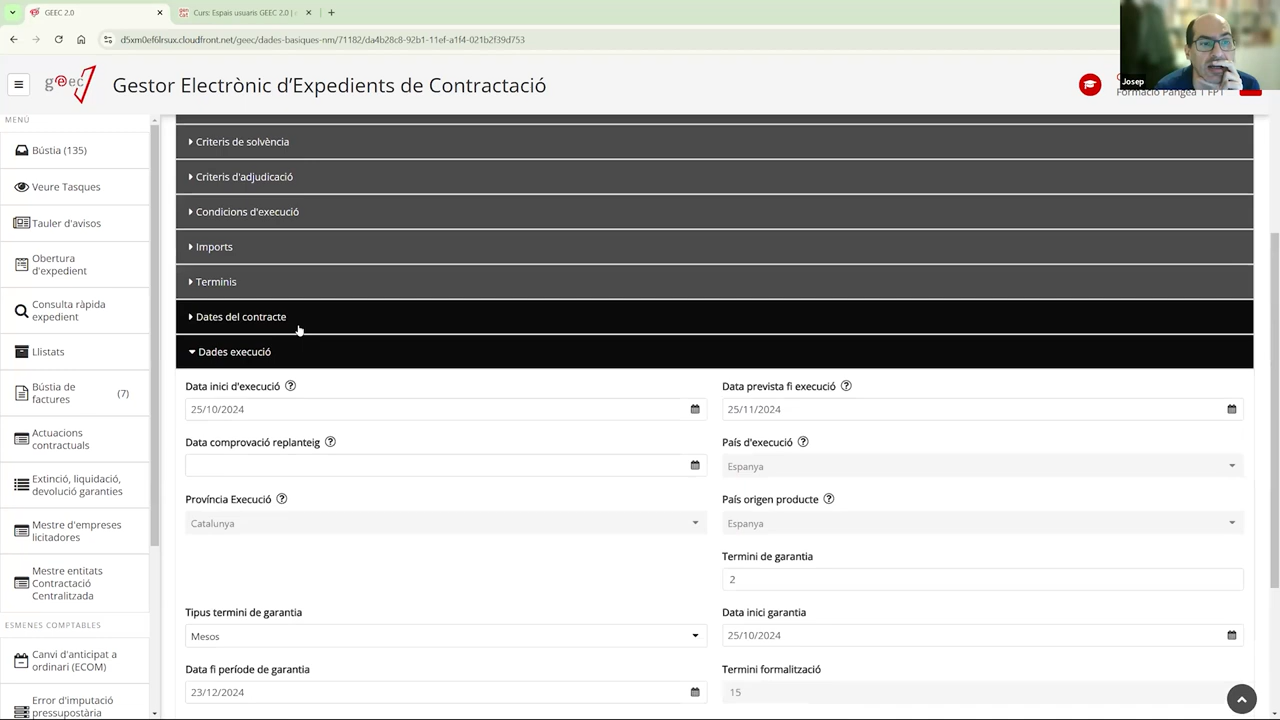 GEEC 2.0
Curs: Espais usuaris GEEC 2.0 | c
d5xm0ef6lrsux.cloudfront.net/geec/dades-basiques-nm/71182/da4b28c8-92b1-11ef-a1f4-021b2f39d753
Josep
geec
Gestor Electrònic d'Expedients de Contractació
Formació Pangea 1 FPT
MENÚ
Bústia (135)
Veure Tasques
Tauler d'avisos
Obertura
d'expedient
Consulta ràpida
expedient
Llistats
Bústia de
factures
(7)
Actuacions
contractuals
Extinció, liquidació,
devolució garanties
Mestre d'empreses
licitadores
Mestre entitats
Contractació
Centralitzada
ESMENES COMPTABLES
Canvi d'anticipat a
ordinari (ECOM)
Error d'imputació
pressupostària
Criteris de solvència
Criteris d'adjudicació
Condicions d'execució
Imports
Terminis
Dates del contracte
Dades execució
Data inici d'execució
Data prevista fi execució
25/10/2024
25/11/2024
Data comprovació replanteig
País d'execució
Espanya
Província Execució
País origen producte
Catalunya
Espanya
Termini de garantia
2
Tipus termini de garantia
Data inici garantia
Mesos
25/10/2024
Data fi període de garantia
Termini formalització
23/12/2024
15